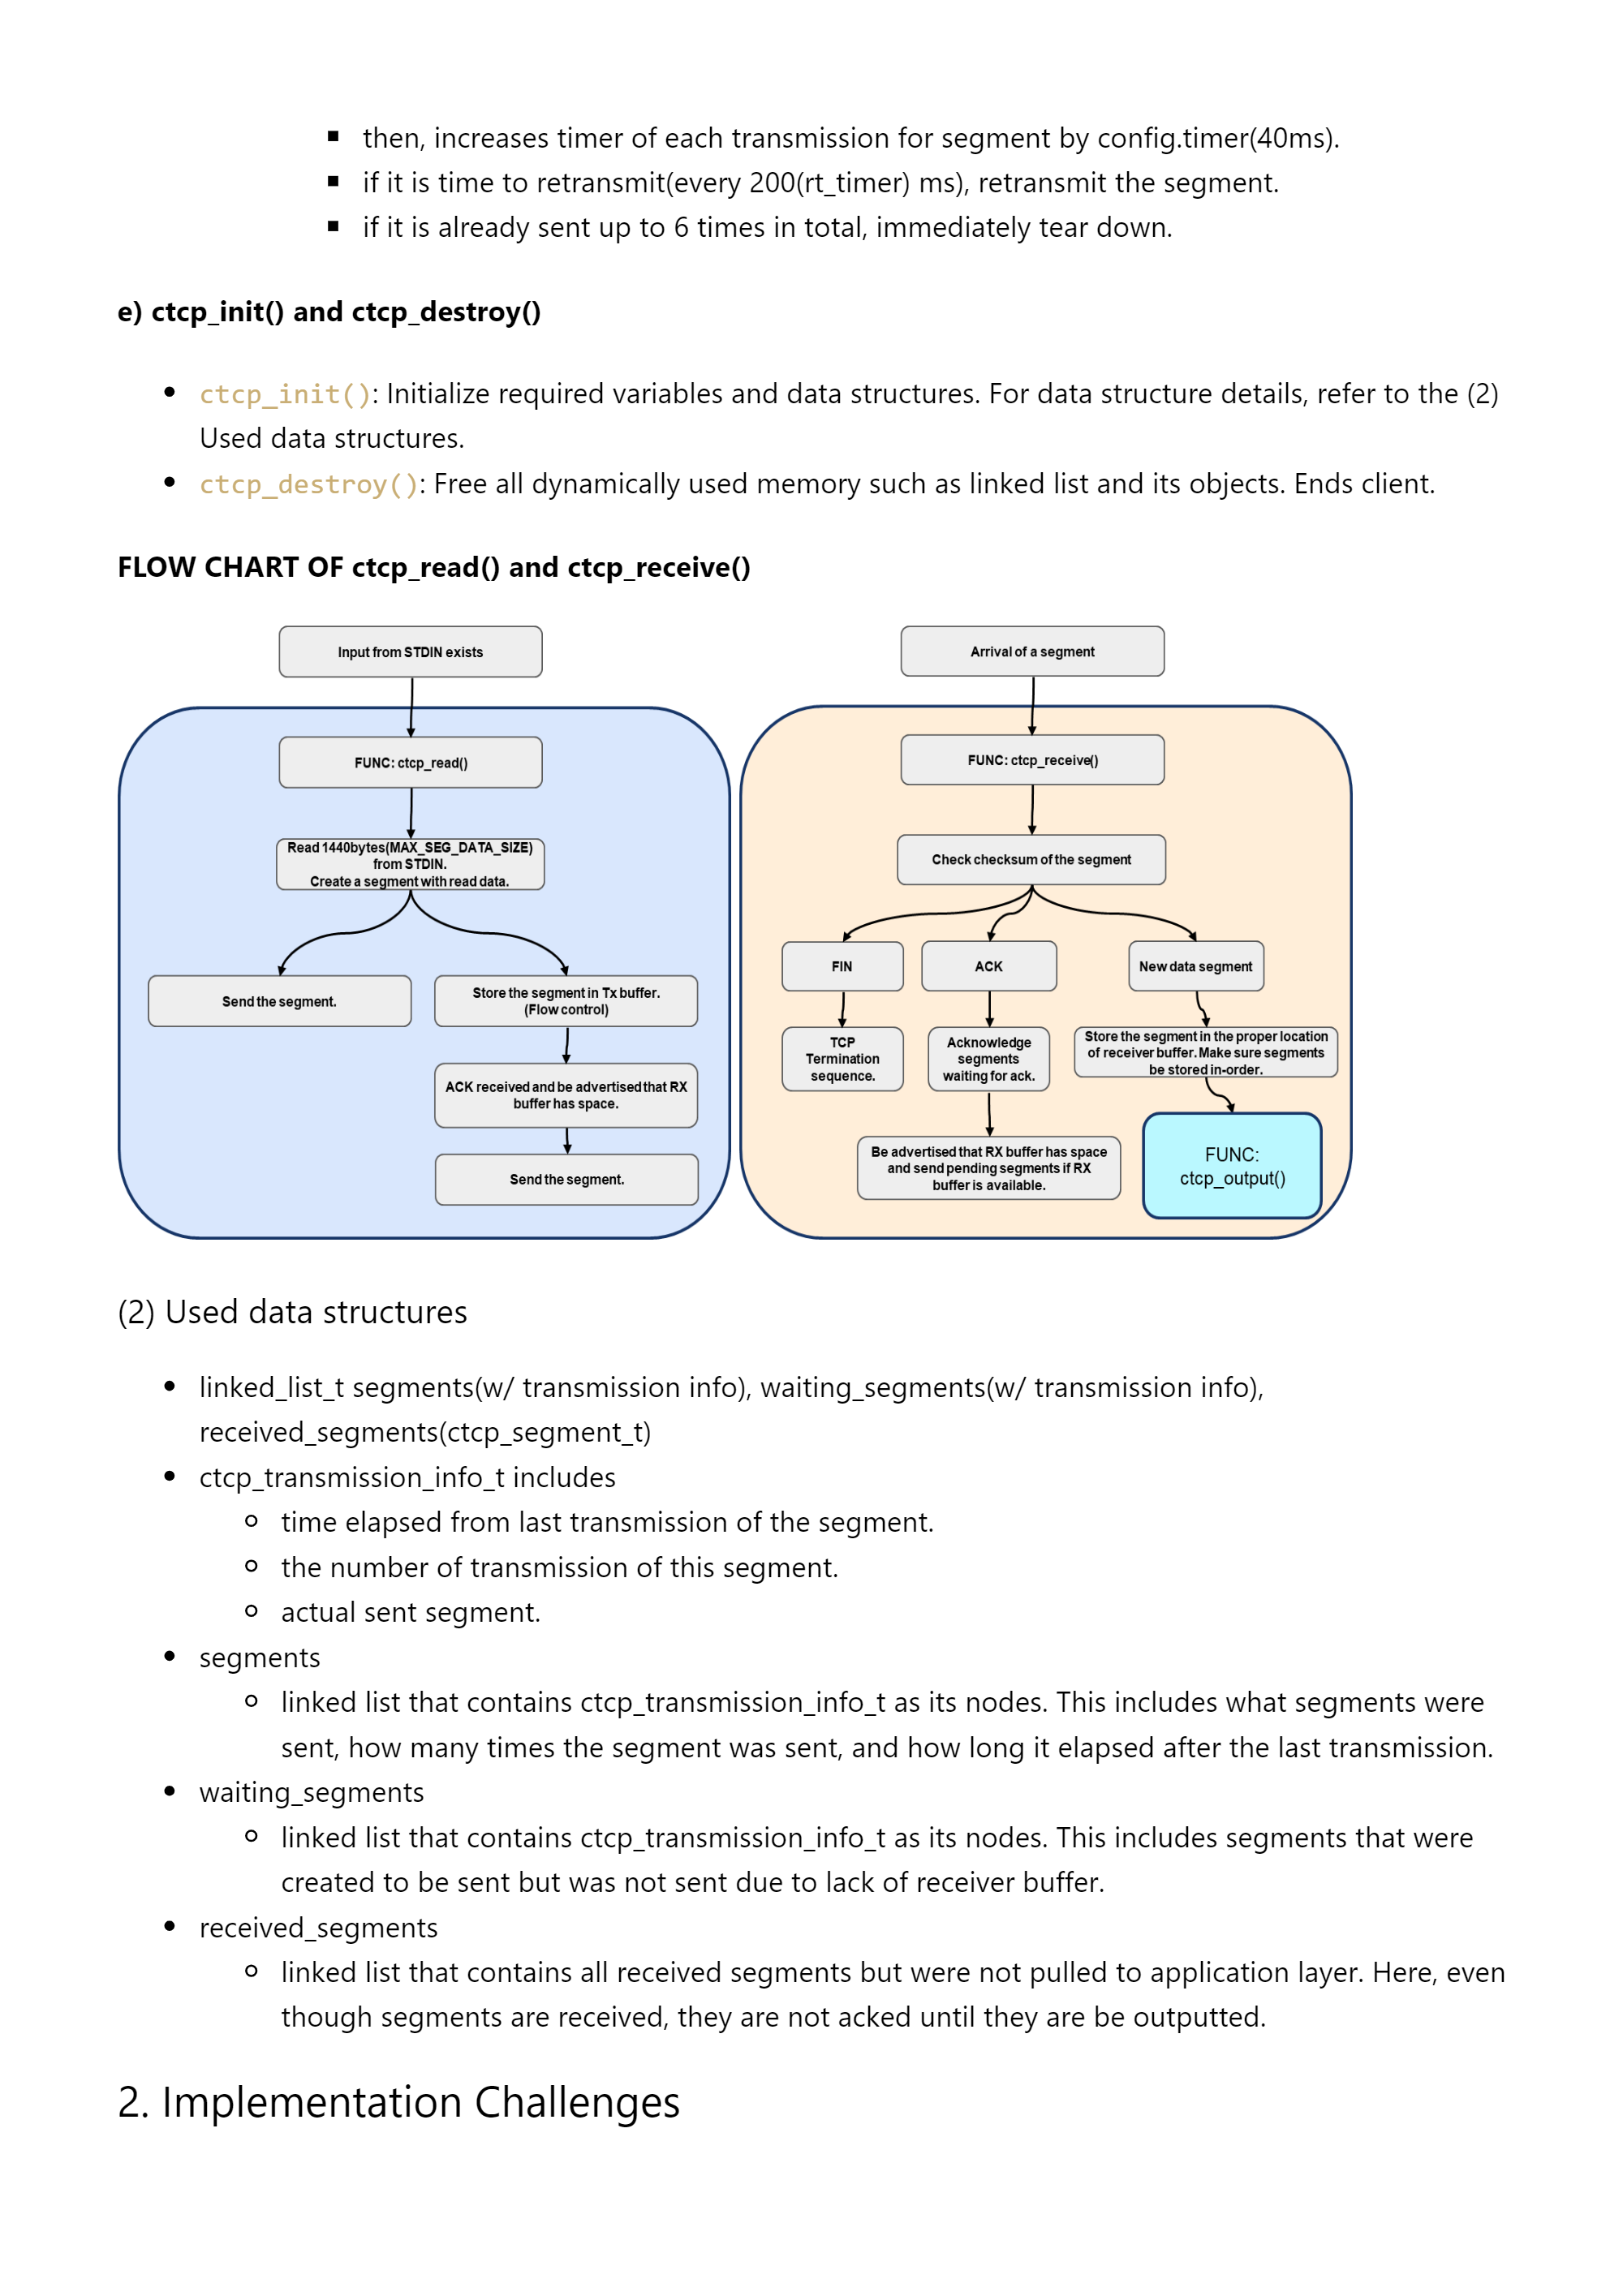 then, increases timer of each transmission for segment by config.timer(40ms).
if it is time to retransmit(every 200(rt_timer) ms), retransmit the segment.
if it is already sent up to 6 times in total, immediately tear down.
e) ctcp_init() and ctcp_destroy()
ctcp_init(): Initialize required variables and data structures. For data structure details, refer to the (2)
Used data structures.
ctcp_destroy(): Free all dynamically used memory such as linked list and its objects. Ends client.
FLOW CHART OF ctcp_read() and ctcp_receive()
Input from STDIN exists
FUNC: ctcp_read()
Read 1440bytes(MAX_SEG_DATA_SIZE)
from STDIN.
Create a segment with read data.
Send the segment.
Store the segment in Tx buffer.
(Flow control)
ACK received and be advertised that RX
buffer has space.
Send the segment.
Arrival of a segment
FUNC: ctcp_receive()
Check checksum of the segment
FIN
ACK
New data segment
TCP
Termination
sequence.
Acknowledge
segments
waiting for ack.
Store the segment in the proper location
of receiver buffer. Make sure segments
be stored in-order.
Be advertised that RX buffer has space
and send pending segments if RX
buffer is available.
FUNC:
ctcp_output()
(2) Used data structures
linked_list_t segments(w/ transmission info), waiting_segments(w/ transmission info),
received_segments(ctcp_segment_t)
ctcp_transmission_info_t includes
time elapsed from last transmission of the segment.
the number of transmission of this segment.
actual sent segment.
segments
linked list that contains ctcp_transmission_info_t as its nodes. This includes what segments were
sent, how many times the segment was sent, and how long it elapsed after the last transmission.
waiting_segments
linked list that contains ctcp_transmission_info_t as its nodes. This includes segments that were
created to be sent but was not sent due to lack of receiver buffer.
received_segments
linked list that contains all received segments but were not pulled to application layer. Here, even
though segments are received, they are not acked until they are be outputted.
2. Implementation Challenges